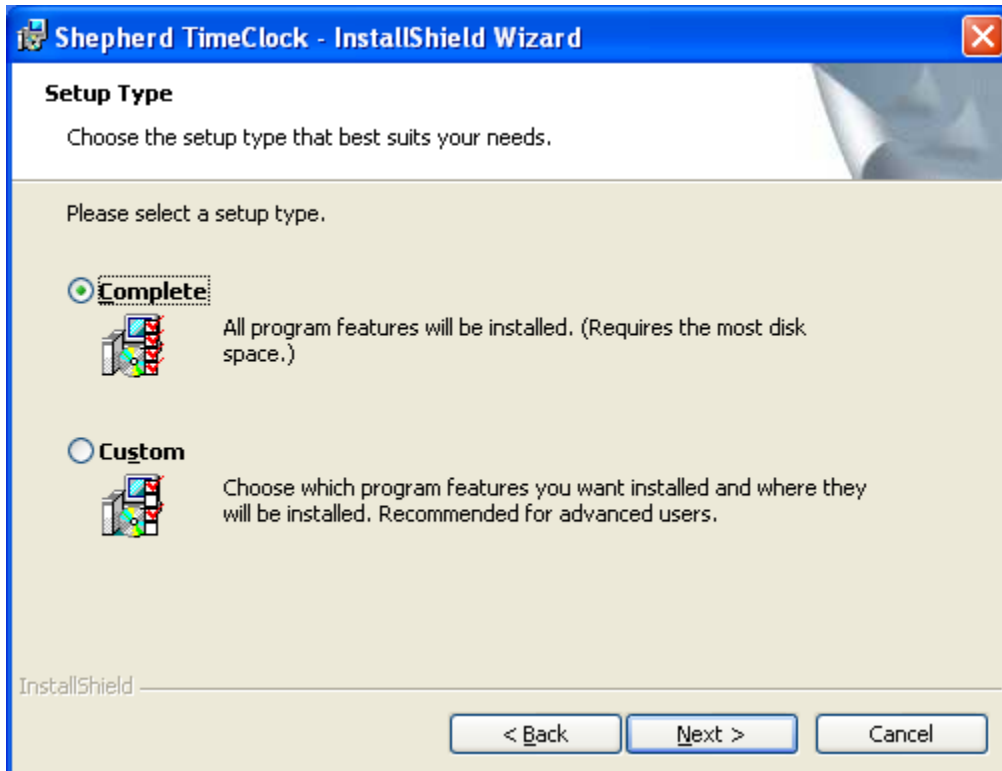 Shepherd TimeClock - InstallShield Wizard
Setup Type
Choose the setup type that best suits your needs.
Please select a setup type.
Complete
All program features will be installed. (Requires the most disk
space.)
Custom
Choose which program features you want installed and where they
will be installed. Recommended for advanced users.
InstallShield
< Back Next > Cancel